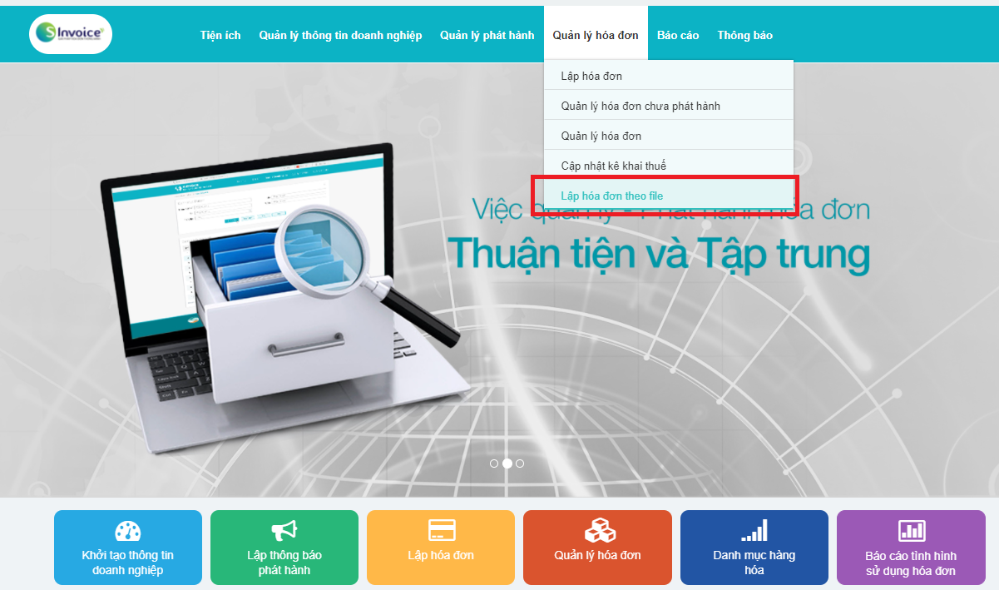 SInvoice
Tiện ích
Quản lý thông tin doanh nghiệp
Quản lý phát hành
Quản lý hóa đơn
Báo cáo
Thông báo
Lập hóa đơn
Quản lý hóa đơn chưa phát hành
Quản lý hóa đơn
Cập nhật kê khai thuế
Lập hóa đơn theo file
Việc quản lý - Phát hành hóa đơn
Thuận tiện và Tập trung
Khởi tạo thông tin
doanh nghiệp
Lập thông báo
phát hành
Lập hóa đơn
Quản lý hóa đơn
Danh mục hàng
hóa
Báo cáo tình hình
sử dụng hóa đơn